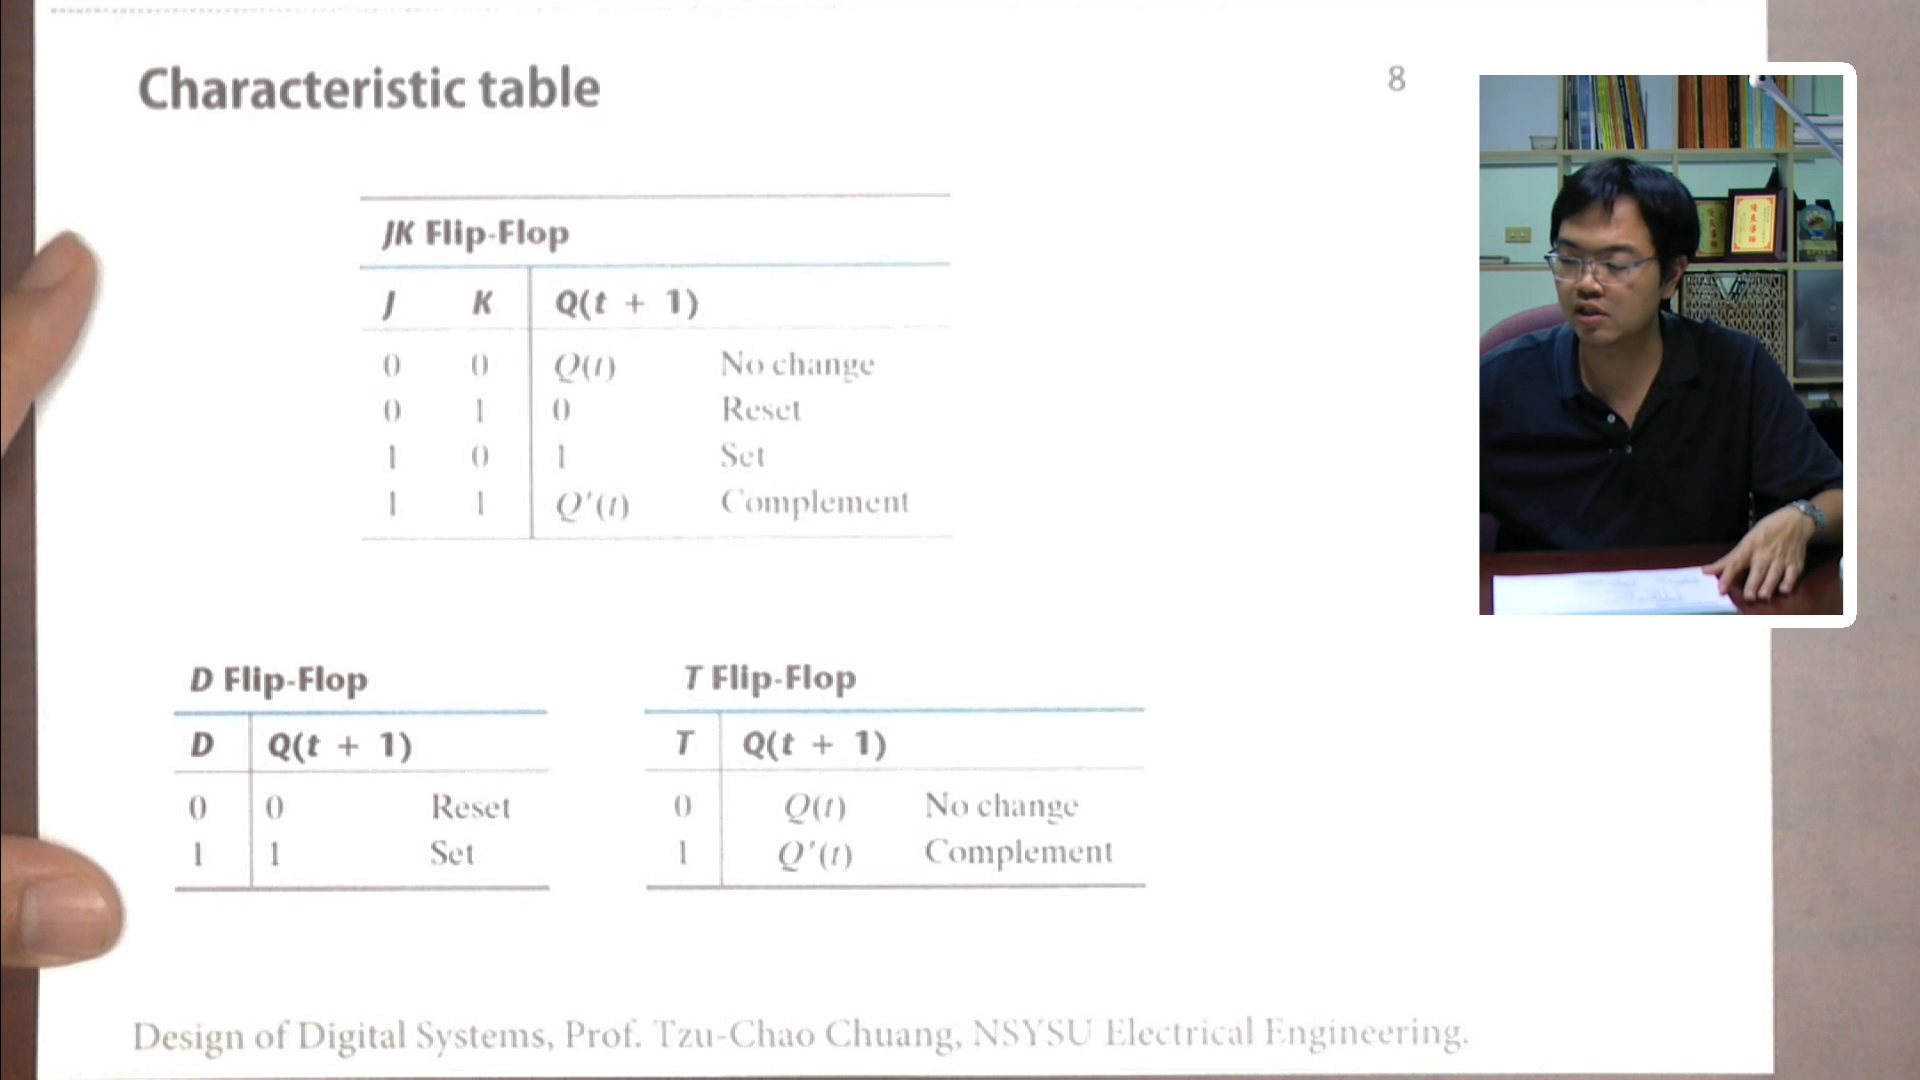 Characteristic table
8
JK Flip-Flop
J K Q(t + 1)
0 0 Q(t) No change
0 1 0 Reset
1 0 1 Set
1 1 Q′(t) Complement
D Flip-Flop
D Q(t + 1)
0 0 Reset
1 1 Set
T Flip-Flop
T Q(t + 1)
0 Q(t) No change
1 Q′(t) Complement
Design of Digital Systems, Prof. Tzu-Chao Chuang, NSYSU Electrical Engineering.